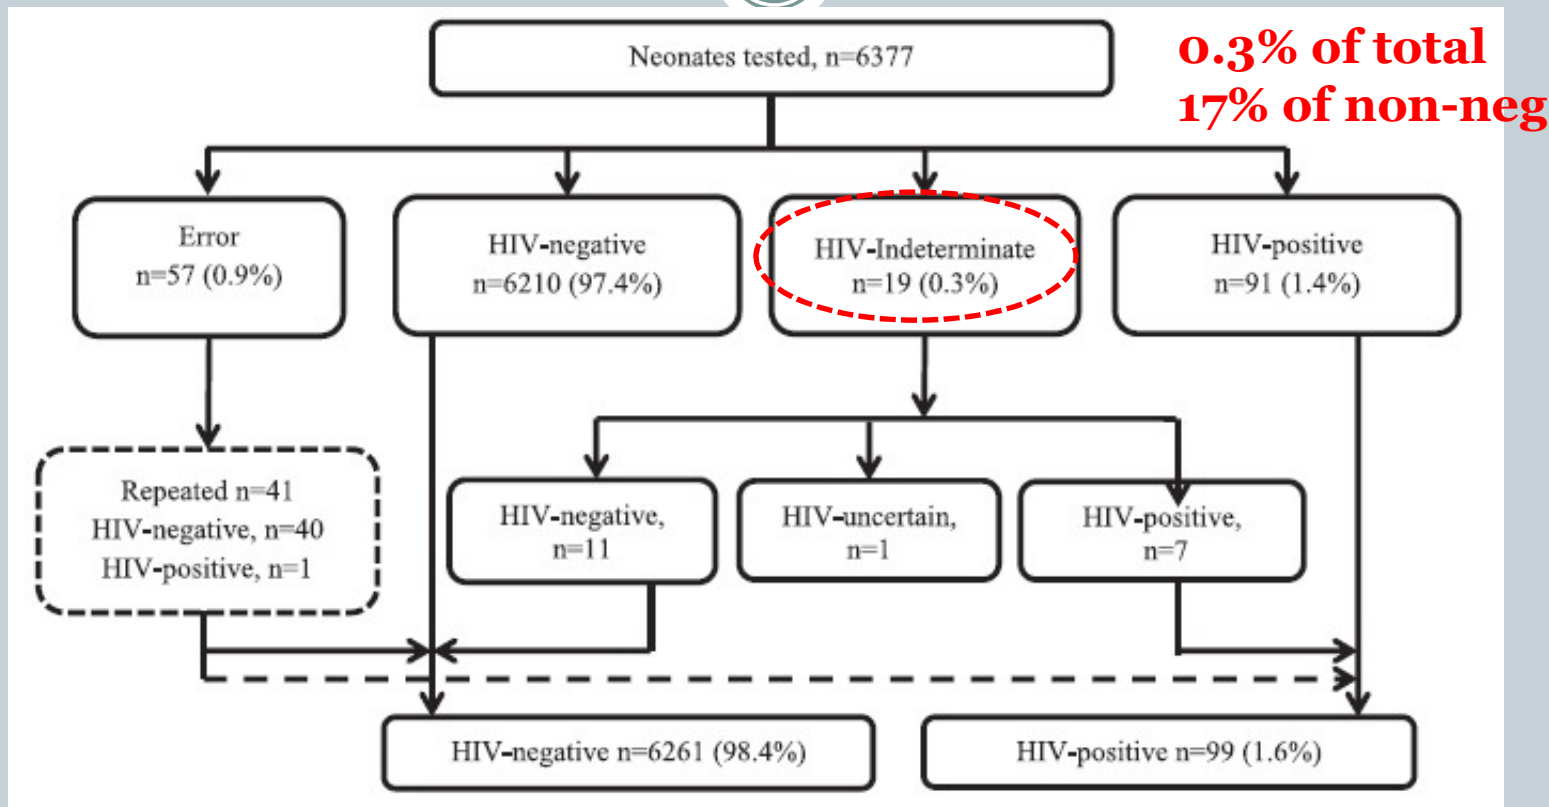 Neonates tested, n=6377
0.3% of total
17% of non-neg
Error
n=57 (0.9%)
HIV-negative
n=6210 (97.4%)
HIV-Indeterminate
n=19 (0.3%)
HIV-positive
n=91 (1.4%)
Repeated n=41
HIV-negative, n=40
HIV-positive, n=1
HIV-negative,
n=11
HIV-uncertain,
n=1
HIV-positive,
n=7
HIV-negative n=6261 (98.4%)
HIV-positive n=99 (1.6%)